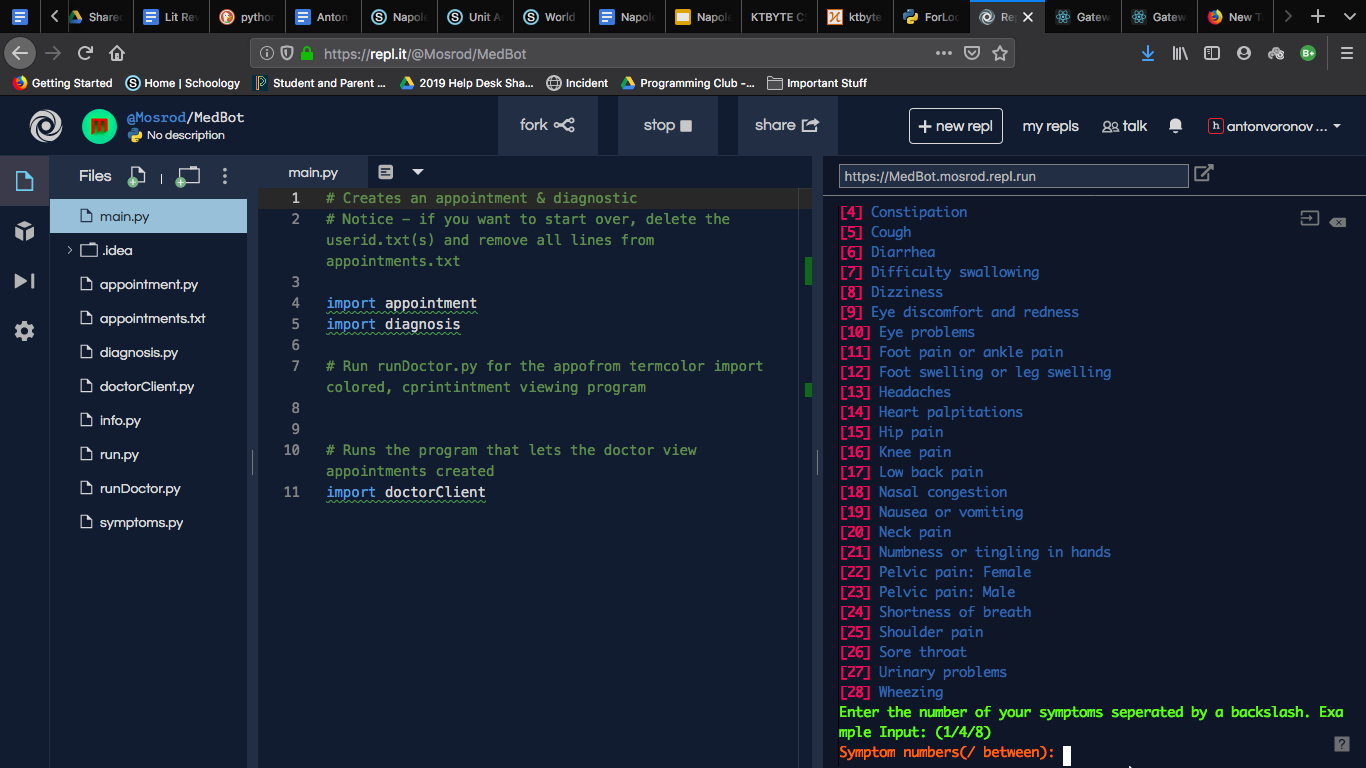 Share
Lit Rev
python
Anton
Napole
Unit As
World
Napole
Napole
KTBYTE C
ktbyte
ForLoo
Re
Gatew
Gatew
New T
https://repl.it/@Mosrod/MedBot
Getting Started
Home | Schoology
Student and Parent ...
2019 Help Desk Sha...
Incident
Programming Club -...
Important Stuff
@Mosrod/MedBot
No description
fork
stop
share
+ new repl
my repls
talk
h antonvoronov ...
Files
main.py
.idea
appointment.py
appointments.txt
diagnosis.py
doctorClient.py
info.py
run.py
runDoctor.py
symptoms.py
main.py
1 # Creates an appointment & diagnostic
2 # Notice – if you want to start over, delete the
userid.txt(s) and remove all lines from
appointments.txt
3
4 import appointment
5 import diagnosis
6
7 # Run runDoctor.py for the appofrom termcolor import
colored, cprintintment viewing program
8
9
10 # Runs the program that lets the doctor view
appointments created
11 import doctorClient
https://MedBot.mosrod.repl.run
[4] Constipation
[5] Cough
[6] Diarrhea
[7] Difficulty swallowing
[8] Dizziness
[9] Eye discomfort and redness
[10] Eye problems
[11] Foot pain or ankle pain
[12] Foot swelling or leg swelling
[13] Headaches
[14] Heart palpitations
[15] Hip pain
[16] Knee pain
[17] Low back pain
[18] Nasal congestion
[19] Nausea or vomiting
[20] Neck pain
[21] Numbness or tingling in hands
[22] Pelvic pain: Female
[23] Pelvic pain: Male
[24] Shortness of breath
[25] Shoulder pain
[26] Sore throat
[27] Urinary problems
[28] Wheezing
Enter the number of your symptoms seperated by a backslash. Exa
mple Input: (1/4/8)
Symptom numbers(/ between):
?